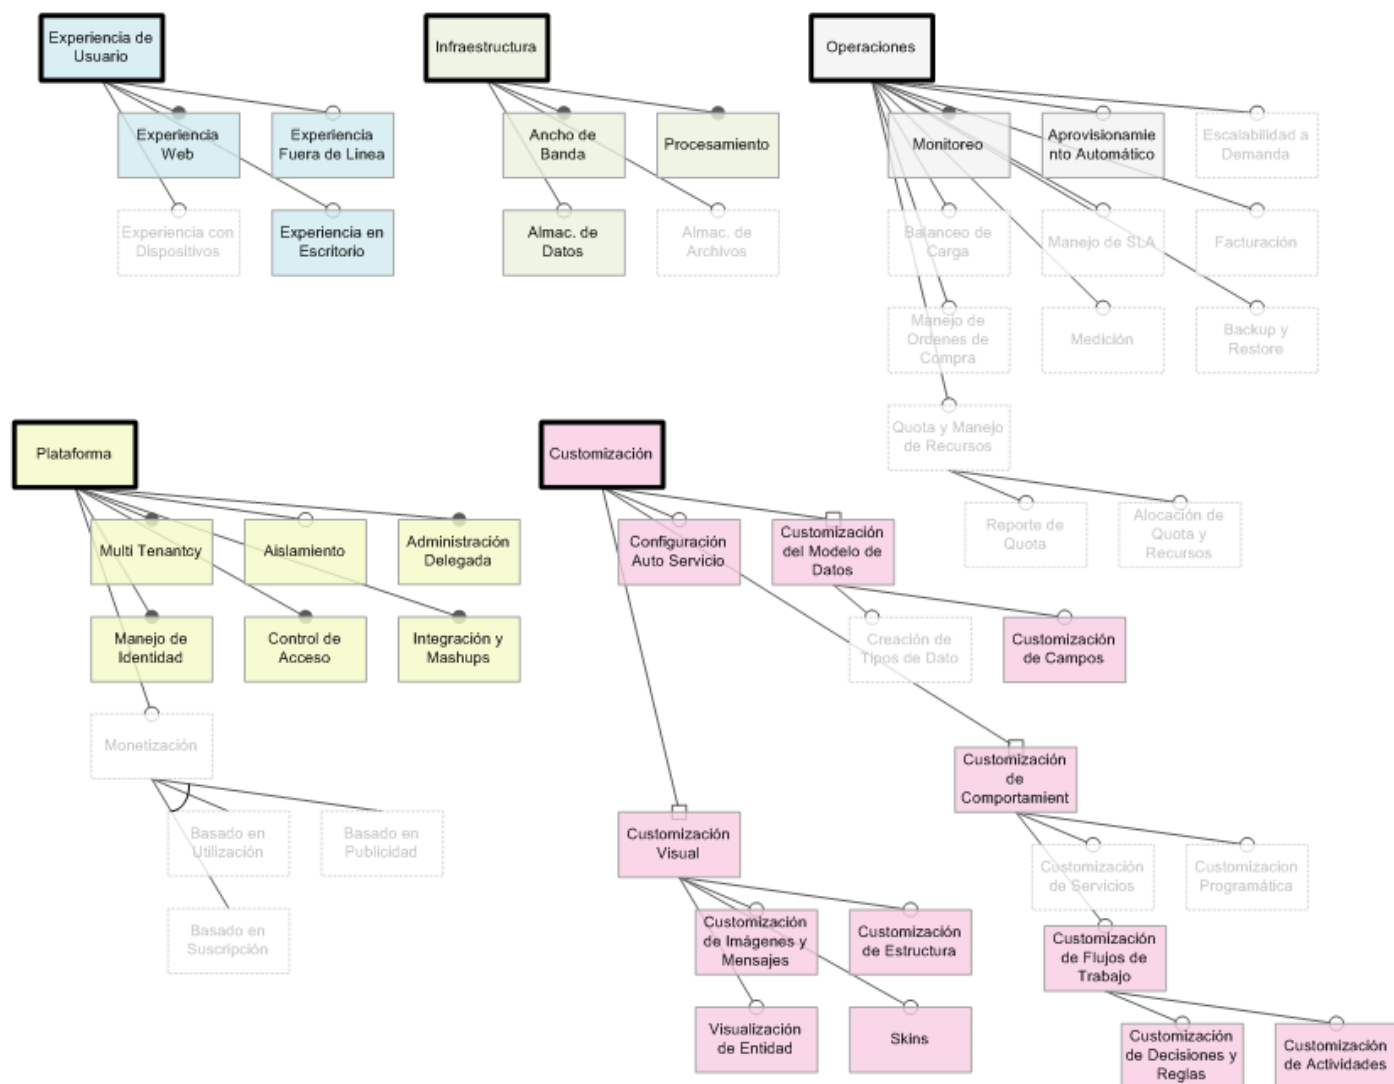 Experiencia de
Usuario
Infraestructura
Operaciones
Experiencia
Web
Experiencia
Fuera de Linea
Ancho de
Banda
Procesamiento
Monitoreo
Aprovisionamie
nto Automático
Escalabilidad a
Demanda
Experiencia con
Dispositivos
Experiencia en
Escritorio
Almac. de
Datos
Almac. de
Archivos
Balanceo de
Carga
Manejo de SLA
Facturación
Manejo de
Ordenes de
Compra
Medición
Backup y
Restore
Quota y Manejo
de Recursos
Reporte de
Quota
Alocación de
Quota y
Recursos
Plataforma
Customización
Multi Tenantcy
Aislamiento
Administración
Delegada
Configuración
Auto Servicio
Customización
del Modelo de
Datos
Manejo de
Identidad
Control de
Acceso
Integración y
Mashups
Creación de
Tipos de Dato
Customización
de Campos
Monetización
Customización
de
Comportamient
Basado en
Utilización
Basado en
Publicidad
Customización
Visual
Customización
de Servicios
Customizacion
Programática
Basado en
Suscripción
Customización
de Imágenes y
Mensajes
Customización
de Estructura
Customización
de Flujos de
Trabajo
Visualización
de Entidad
Skins
Customización
de Decisiones y
Reglas
Customización
de Actividades